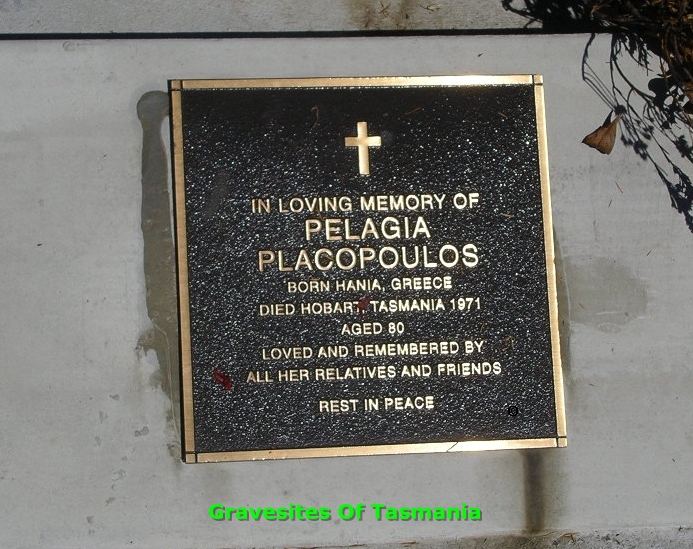 IN LOVING MEMORY OF
PELAGIA
PLACOPOULOS
BORN HANIA, GREECE
DIED HOBART, TASMANIA 1971
AGED 80
LOVED AND REMEMBERED BY
ALL HER RELATIVES AND FRIENDS
REST IN PEACE
Gravesites Of Tasmania